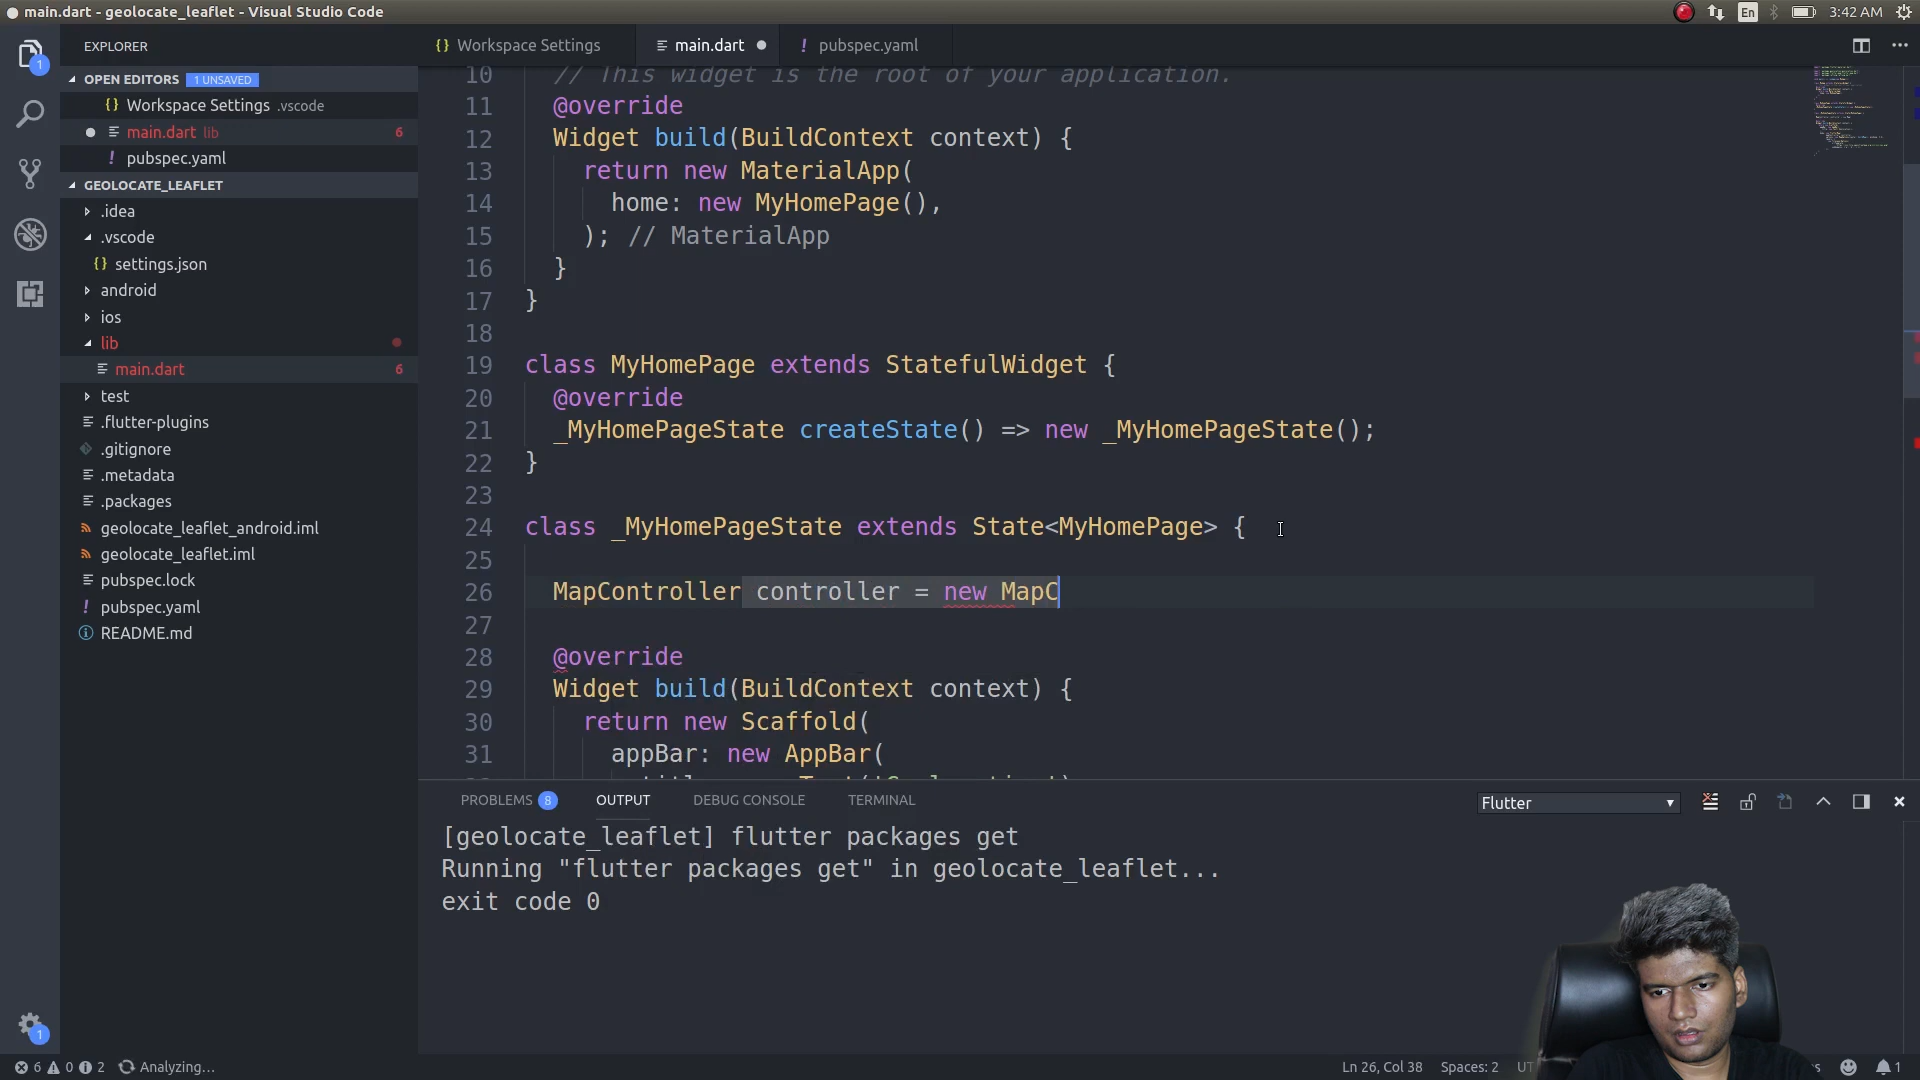 main.dart - geolocate_leaflet - Visual Studio Code
En
3:42 AM
EXPLORER
1
OPEN EDITORS 1 UNSAVED
{} Workspace Settings .vscode
main.dart lib 6
! pubspec.yaml
GEOLOCATE_LEAFLET
.idea
.vscode
{} settings.json
android
ios
lib
main.dart 6
test
.flutter-plugins
.gitignore
.metadata
.packages
geolocate_leaflet_android.iml
geolocate_leaflet.iml
pubspec.lock
! pubspec.yaml
README.md
1
{} Workspace Settings
main.dart
! pubspec.yaml
10 // This widget is the root of your application.
11 @override
12 Widget build(BuildContext context) {
13 return new MaterialApp(
14 home: new MyHomePage(),
15 ); // MaterialApp
16 }
17 }
18
19 class MyHomePage extends StatefulWidget {
20 @override
21 _MyHomePageState createState() => new _MyHomePageState();
22 }
23
24 class _MyHomePageState extends State<MyHomePage> {
25
26 MapController controller = new MapC
27
28 @override
29 Widget build(BuildContext context) {
30 return new Scaffold(
31 appBar: new AppBar(
PROBLEMS 8 OUTPUT DEBUG CONSOLE TERMINAL
Flutter
[geolocate_leaflet] flutter packages get
Running "flutter packages get" in geolocate_leaflet...
exit code 0
6 0 2 Analyzing...
Ln 26, Col 38 Spaces: 2 UT
1